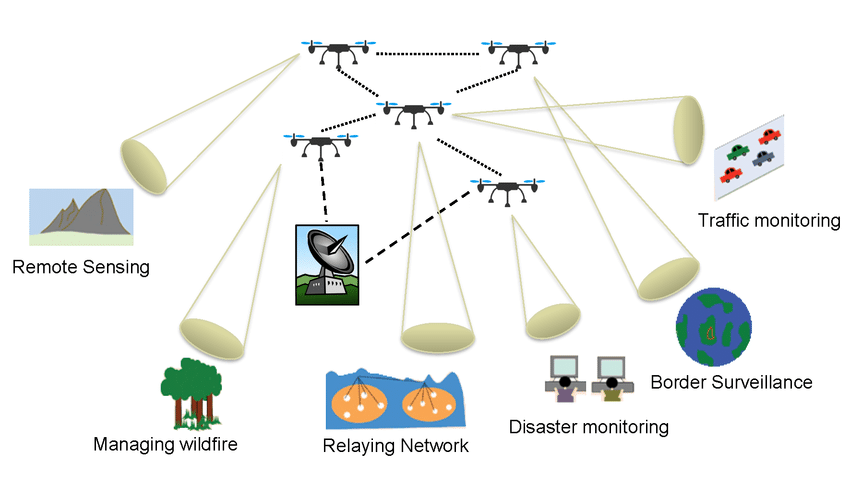 Traffic monitoring
Remote Sensing
Border Surveillance
Disaster monitoring
Managing wildfire
Relaying Network